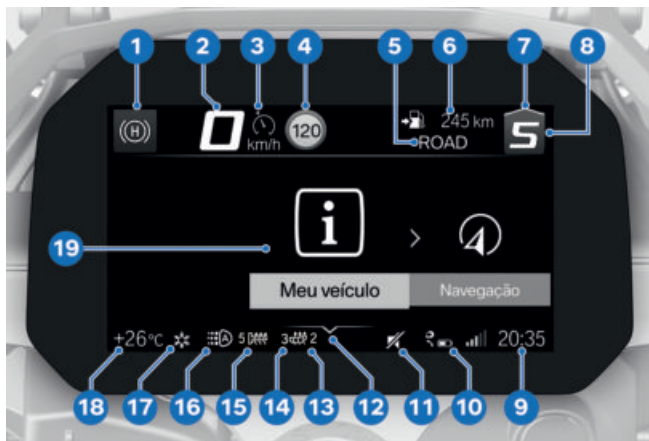 1 2 3 4 5 6 7 8
(H) 0 km/h 120 245 km S
ROAD
19 i >
Meu veículo Navegação
+26°C A 5 3 2 20:35
18 17 16 15 14 13 12 11 10 9